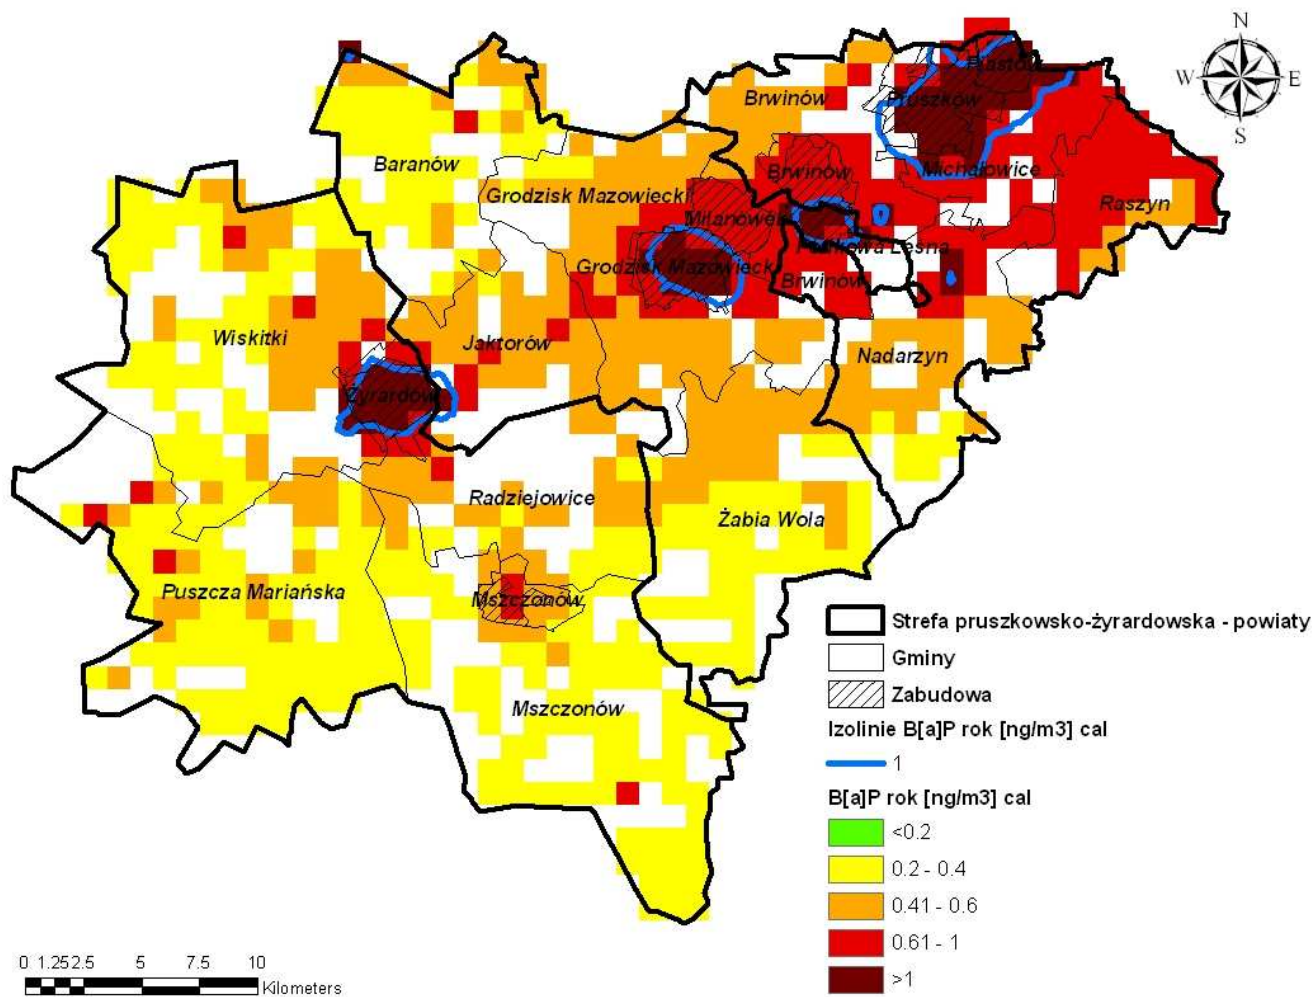 N
W E
S
Piastów
Brwinów
Pruszków
Baranów
Michałowice
Brwinów
Grodzisk Mazowiecki
Raszyn
Milanówek
Podkowa Leśna
Grodzisk Mazowiecki
Brwinów
Wiskitki
Jaktorów
Nadarzyn
Żyrardów
Radziejowice
Żabia Wola
Puszcza Mariańska
Mszczonów
Mszczonów
Strefa pruszkowsko-żyrardowska - powiaty
Gminy
Zabudowa
Izolinie B[a]P rok [ng/m3] cal
1
B[a]P rok [ng/m3] cal
<0.2
0.2 - 0.4
0.41 - 0.6
0.61 - 1
>1
0 1.25 2.5 5 7.5 10
Kilometers